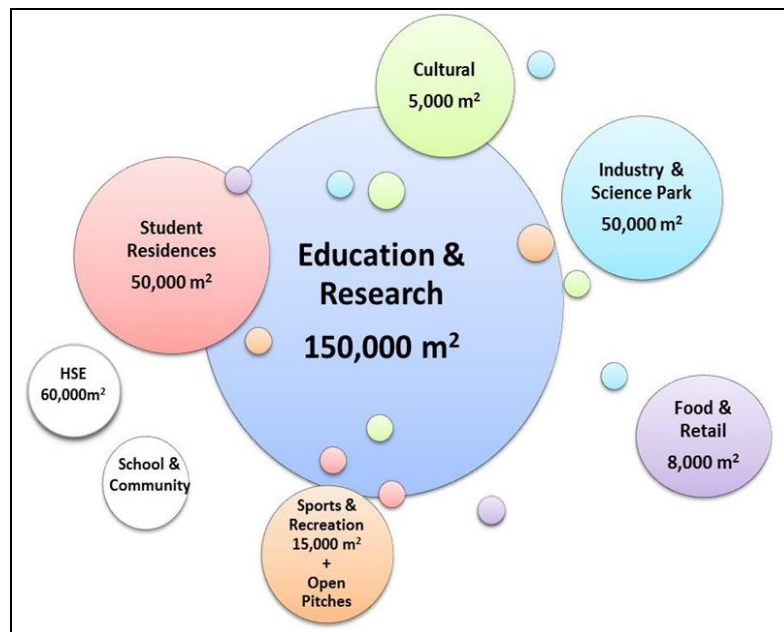 Cultural
5,000 m²
Industry &
Science Park
50,000 m²
Student
Residences
50,000 m²
Education &
Research
150,000 m²
HSE
60,000m²
Food &
Retail
8,000 m²
School &
Community
Sports &
Recreation
15,000 m²
+
Open
Pitches